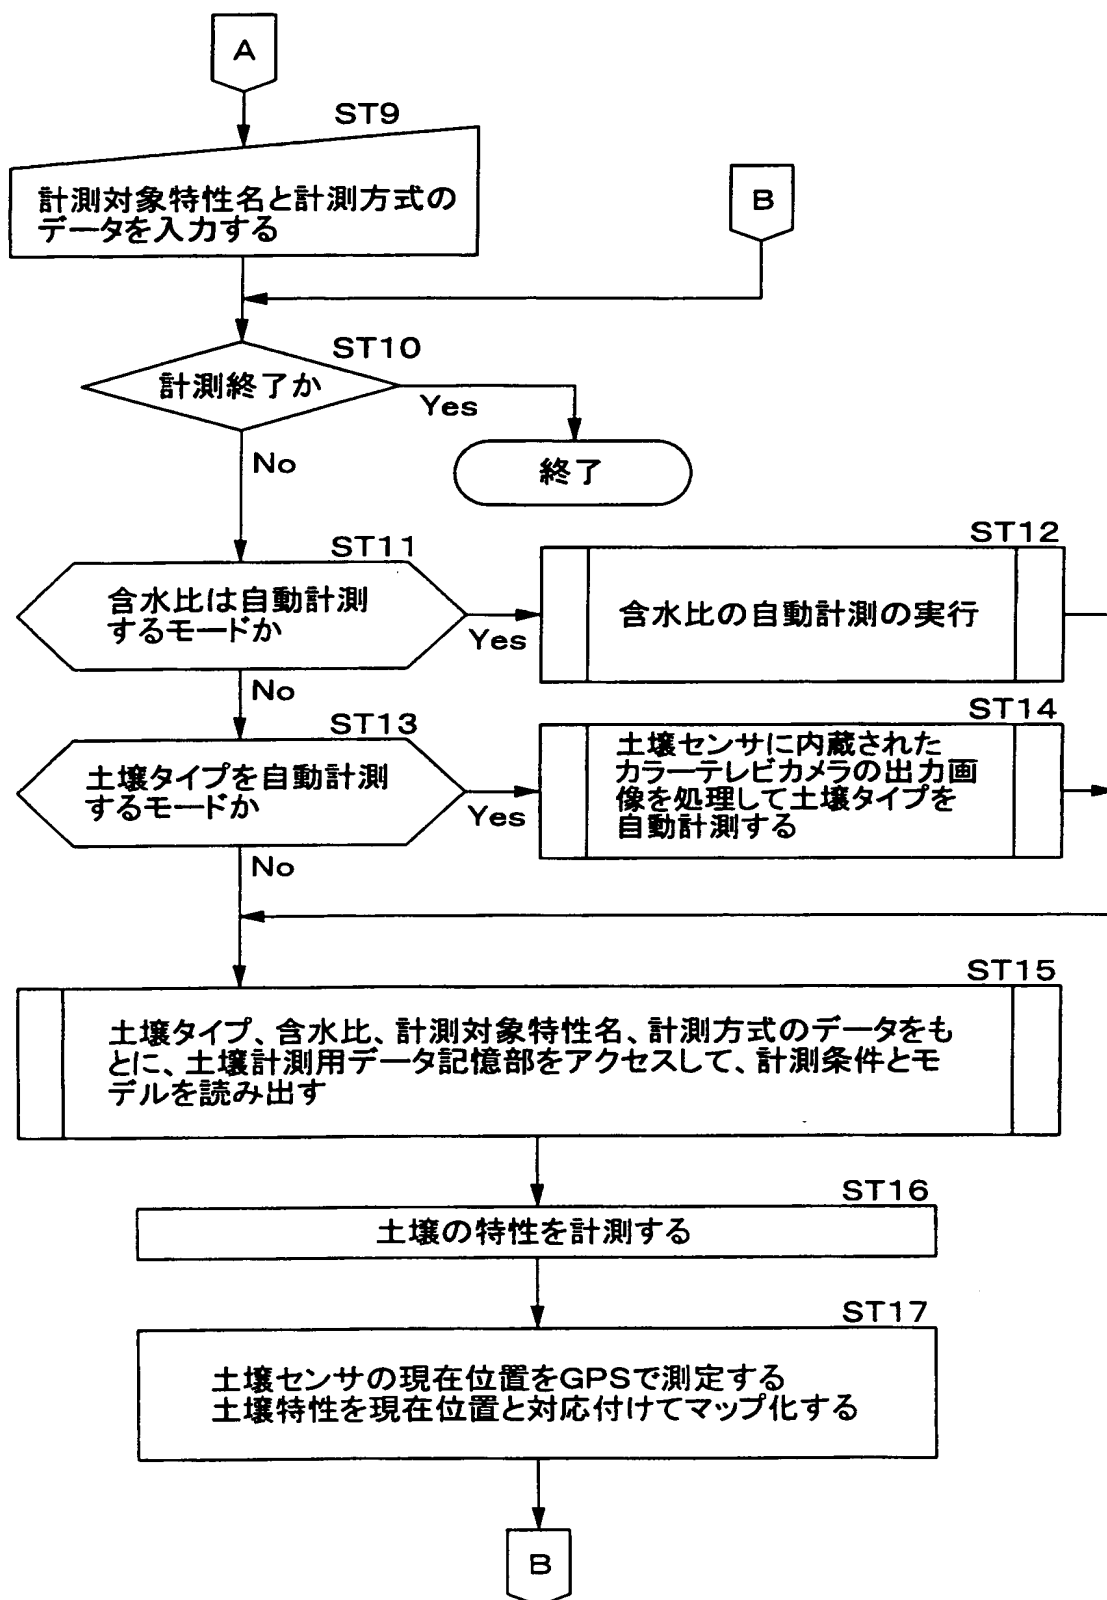 A
ST9
計測対象特性名と計測方式の
データを入力する
B
ST10
計測終了か
Yes
No
終了
ST11
含水比は自動計測
するモードか
Yes
No
ST12
含水比の自動計測の実行
ST13
土壌タイプを自動計測
するモードか
Yes
No
ST14
土壌センサに内蔵された
カラーテレビカメラの出力画
像を処理して土壌タイプを
自動計測する
ST15
土壌タイプ、含水比、計測対象特性名、計測方式のデータをも
とに、土壌計測用データ記憶部をアクセスして、計測条件とモ
デルを読み出す
ST16
土壌の特性を計測する
ST17
土壌センサの現在位置をGPSで測定する
土壌特性を現在位置と対応付けてマップ化する
B